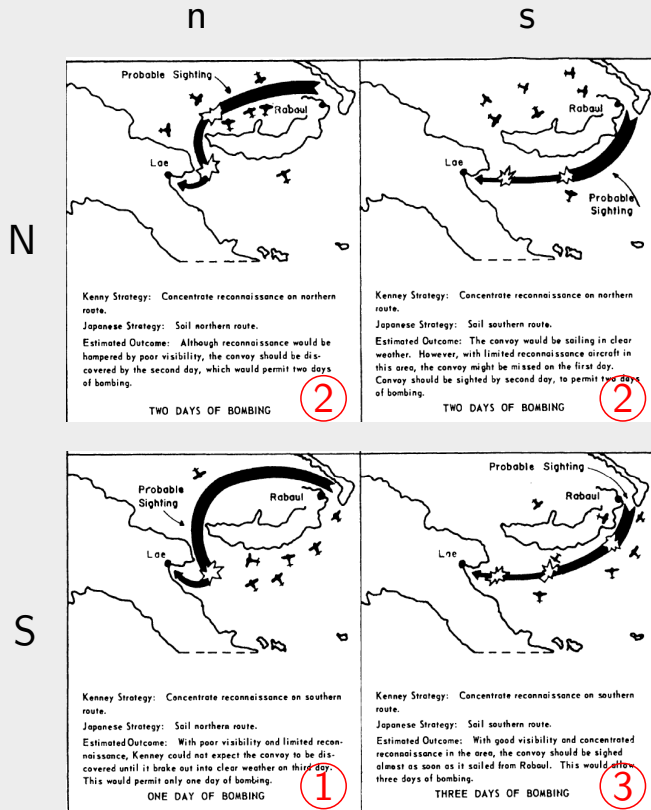 n s
N
Probable Sighting
Rabaul
Lae
Kenny Strategy: Concentrate reconnaissance on northern
route.
Japanese Strategy: Sail northern route.
Estimated Outcome: Although reconnaissance would be
hampered by poor visibility, the convoy should be dis-
covered by the second day, which would permit two days
of bombing.
TWO DAYS OF BOMBING
2
Rabaul
Lae
Probable
Sighting
Kenney Strategy: Concentrate reconnaissance on northern
route.
Japanese Strategy: Sail southern route.
Estimated Outcome: The convoy would be sailing in clear
weather. However, with limited reconnaissance aircraft in
this area, the convoy might be missed on the first day.
Convoy should be sighted by second day, to permit two days
of bombing.
TWO DAYS OF BOMBING
2
S
Probable
Sighting
Rabaul
Lae
Kenney Strategy: Concentrate reconnaissance on southern
route.
Japanese Strategy: Sail northern route.
Estimated Outcome: With poor visibility and limited recon-
naissance, Kenney could not expect the convoy to be dis-
covered until it brake out into clear weather on third day.
This would permit only one day of bombing.
ONE DAY OF BOMBING
1
Probable Sighting
Rabaul
Lae
Kenney Strategy: Concentrate reconnaissance on southern
route.
Japanese Strategy: Sail southern route.
Estimated Outcome: With good visibility and concentrated
reconnaissance in the area, the convoy should be sighed
almost as soon as it sailed from Rabaul. This would allow
three days of bombing.
THREE DAYS OF BOMBING
3